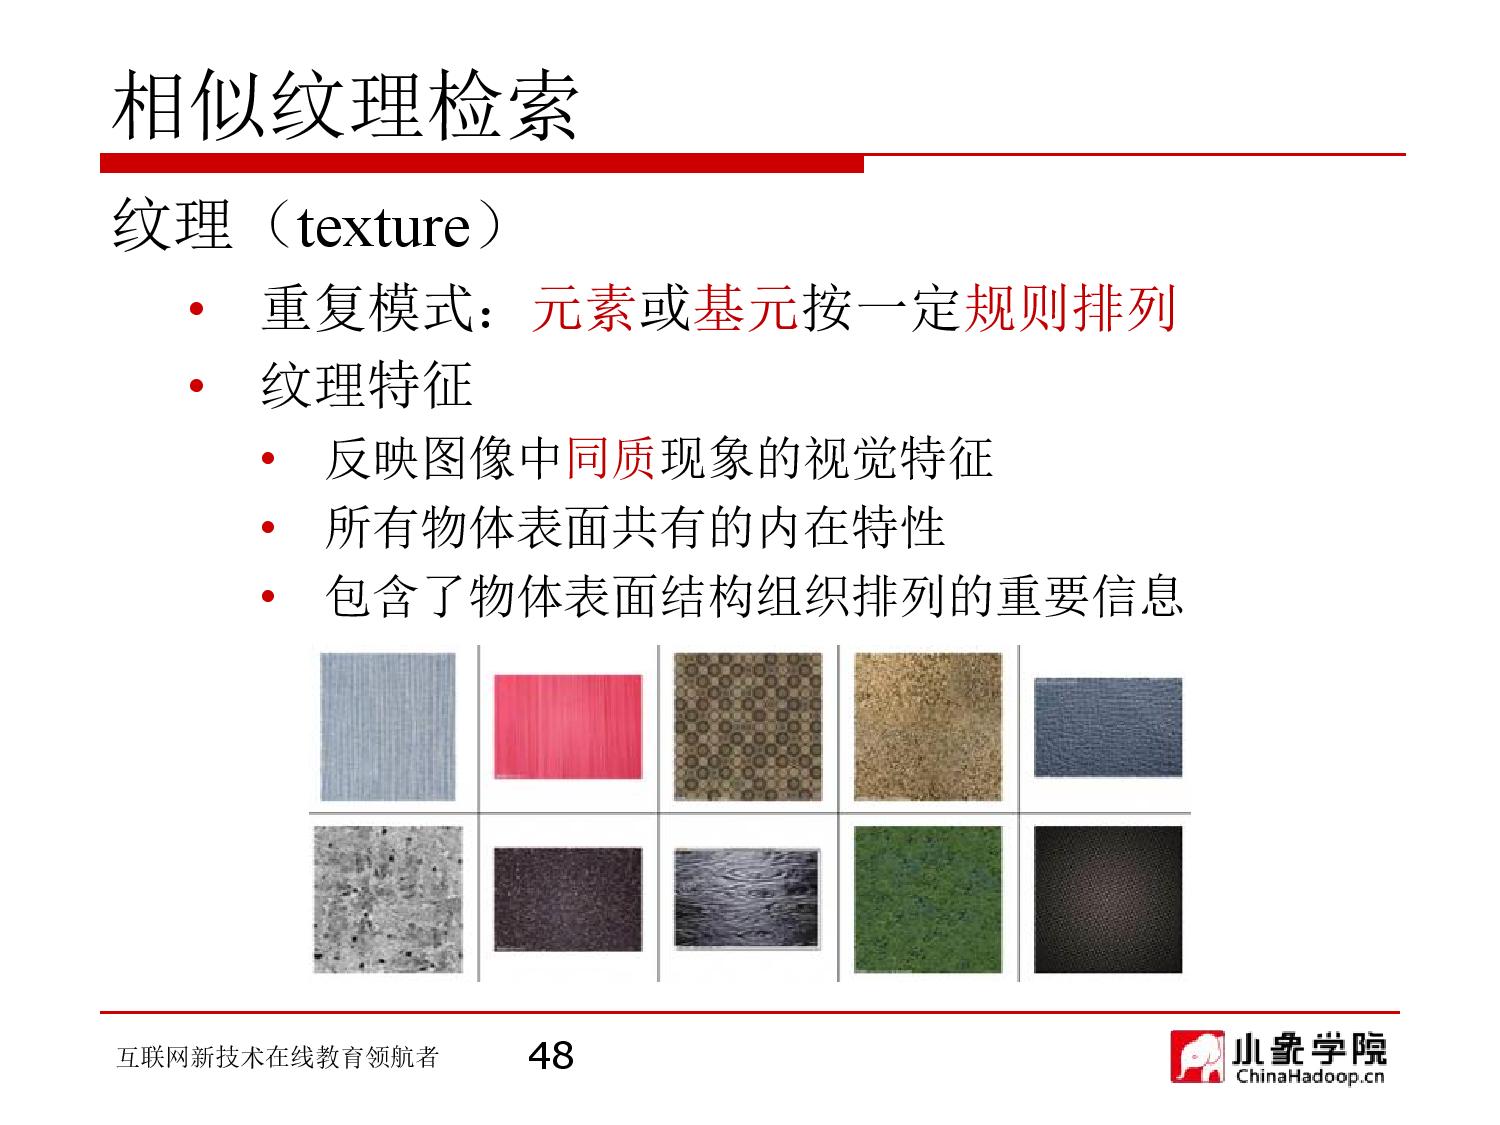 相似纹理检索
纹理（texture）
• 重复模式：元素或基元按一定规则排列
• 纹理特征
• 反映图像中同质现象的视觉特征
• 所有物体表面共有的内在特性
• 包含了物体表面结构组织排列的重要信息
互联网新技术在线教育领航者
48
小象学院
ChinaHadoop.cn